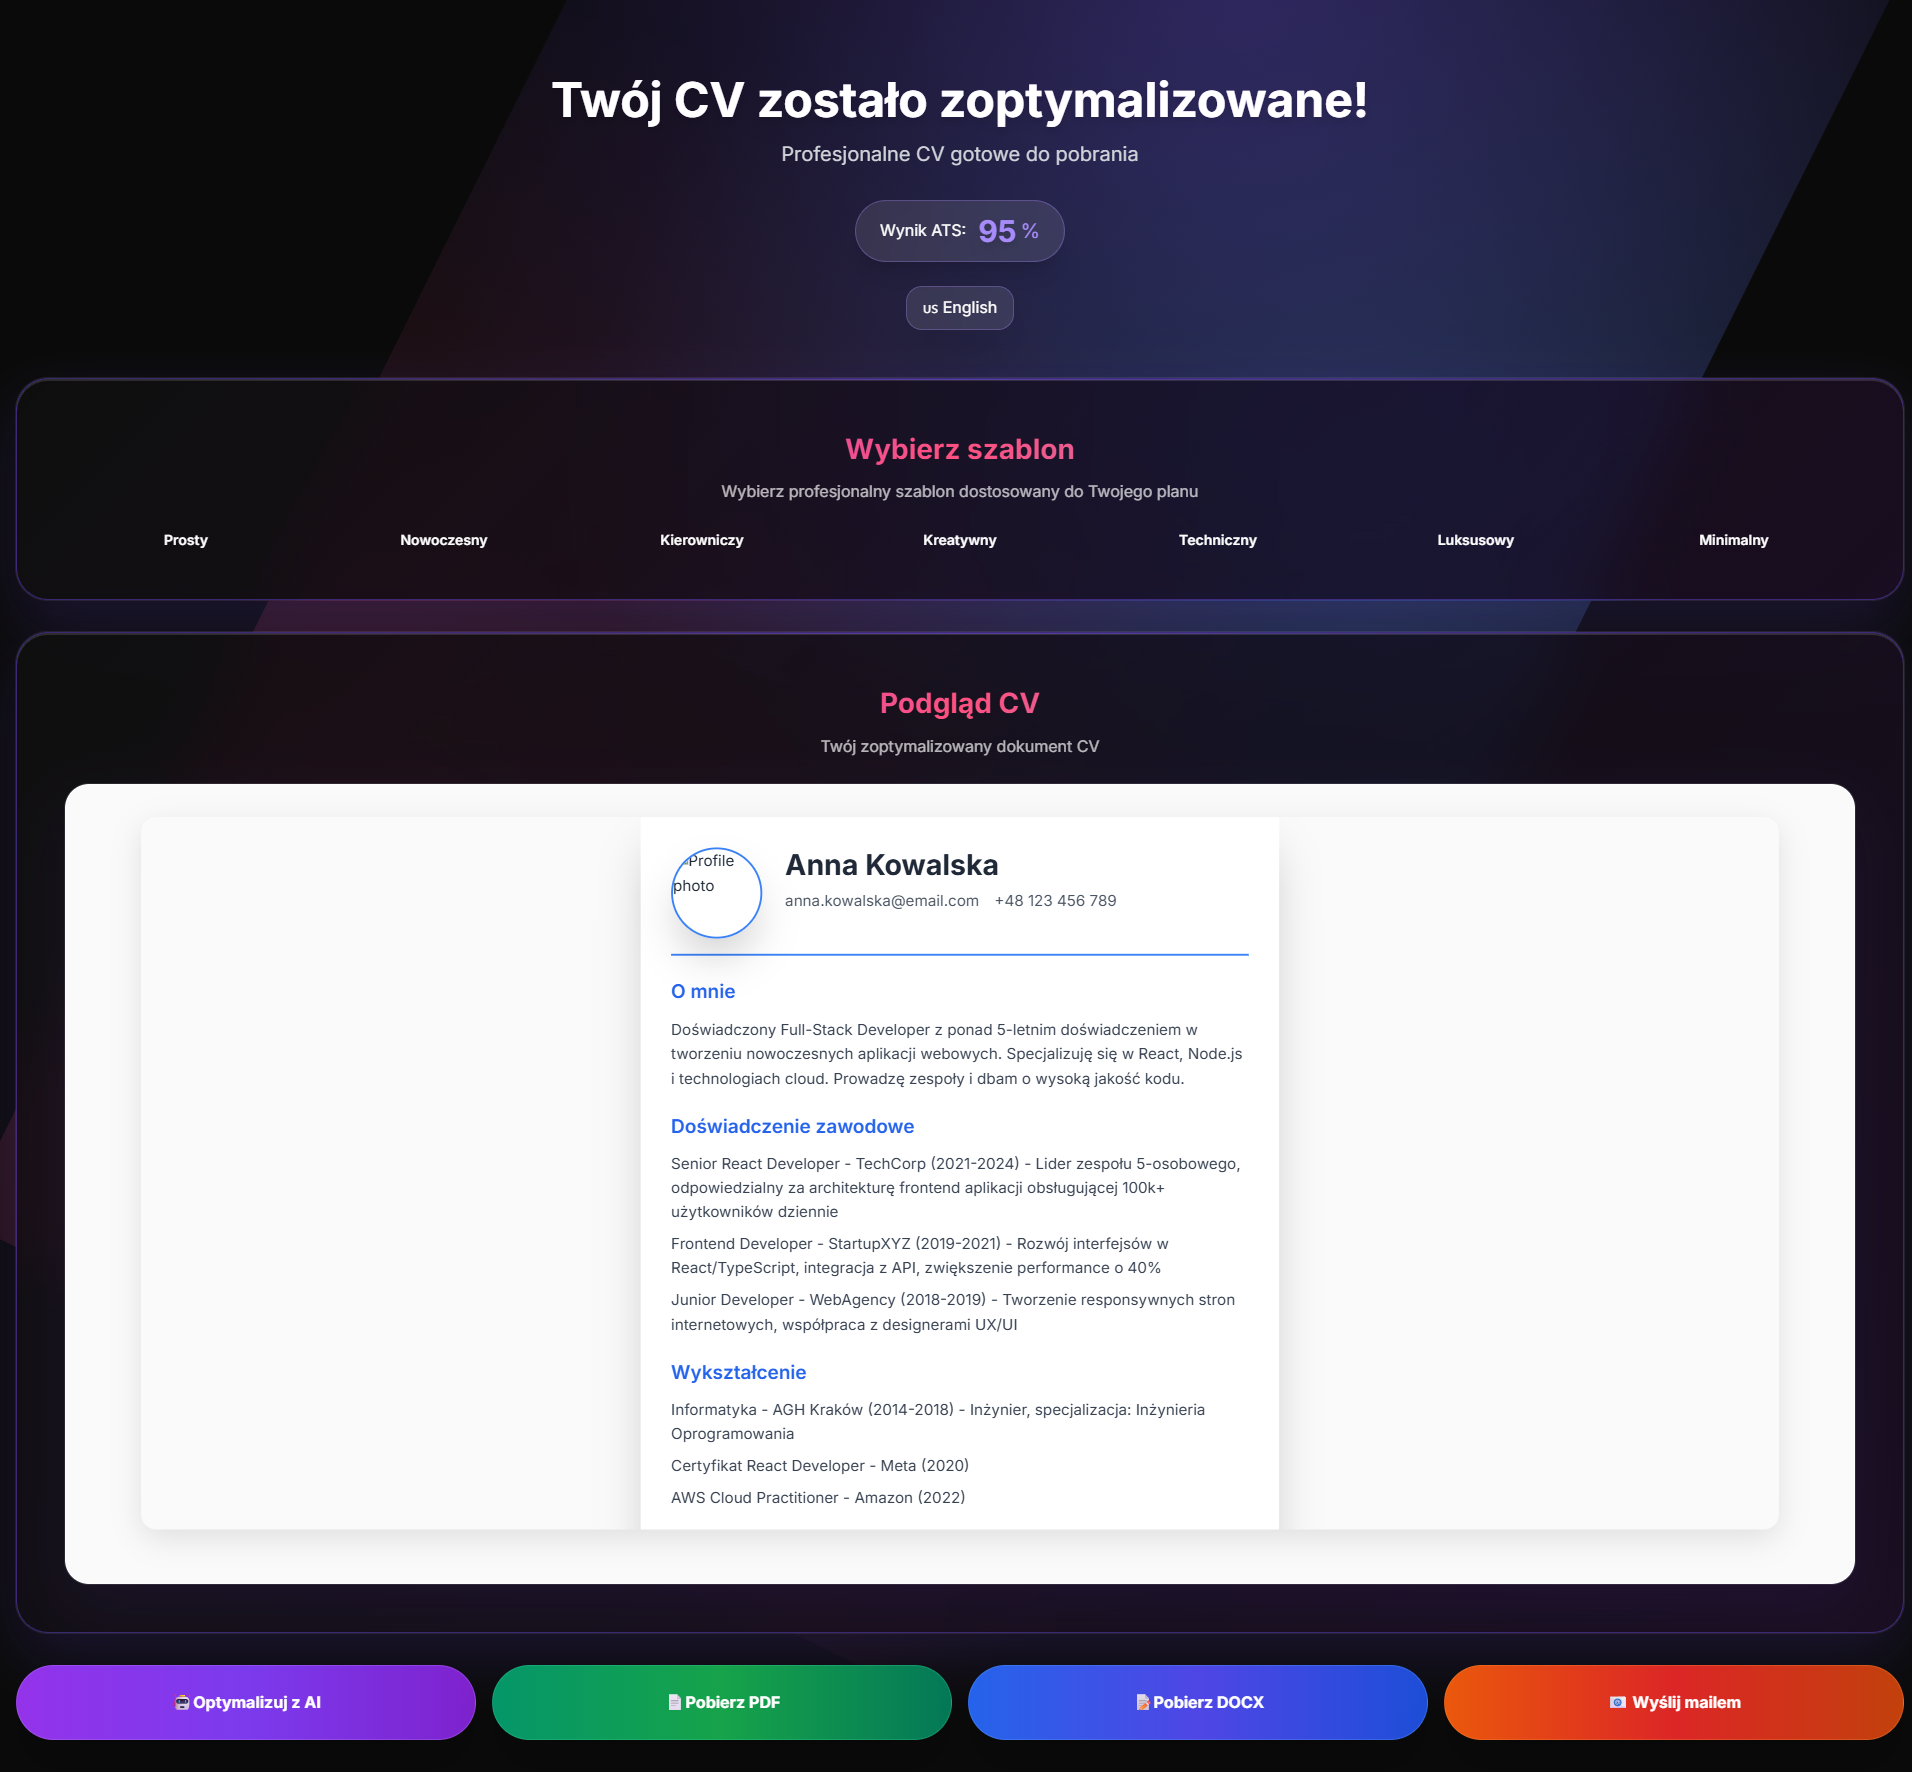 Twój CV zostało zoptymalizowane!
Profesjonalne CV gotowe do pobrania
Wynik ATS: 95 %
US English
Wybierz szablon
Wybierz profesjonalny szablon dostosowany do Twojego planu
Prosty Nowoczesny Kierowniczy Kreatywny Techniczny Luksusowy Minimalny
Podgląd CV
Twój zoptymalizowany dokument CV
Profile
photo
Anna Kowalska
anna.kowalska@email.com +48 123 456 789
O mnie
Doświadczony Full-Stack Developer z ponad 5-letnim doświadczeniem w
tworzeniu nowoczesnych aplikacji webowych. Specjalizuję się w React, Node.js
i technologiach cloud. Prowadzę zespoły i dbam o wysoką jakość kodu.
Doświadczenie zawodowe
Senior React Developer - TechCorp (2021-2024) - Lider zespołu 5-osobowego,
odpowiedzialny za architekturę frontend aplikacji obsługującej 100k+
użytkowników dziennie
Frontend Developer - StartupXYZ (2019-2021) - Rozwój interfejsów w
React/TypeScript, integracja z API, zwiększenie performance o 40%
Junior Developer - WebAgency (2018-2019) - Tworzenie responsywnych stron
internetowych, współpraca z designerami UX/UI
Wykształcenie
Informatyka - AGH Kraków (2014-2018) - Inżynier, specjalizacja: Inżynieria
Oprogramowania
Certyfikat React Developer - Meta (2020)
AWS Cloud Practitioner - Amazon (2022)
Optymalizuj z AI Pobierz PDF Pobierz DOCX Wyślij mailem